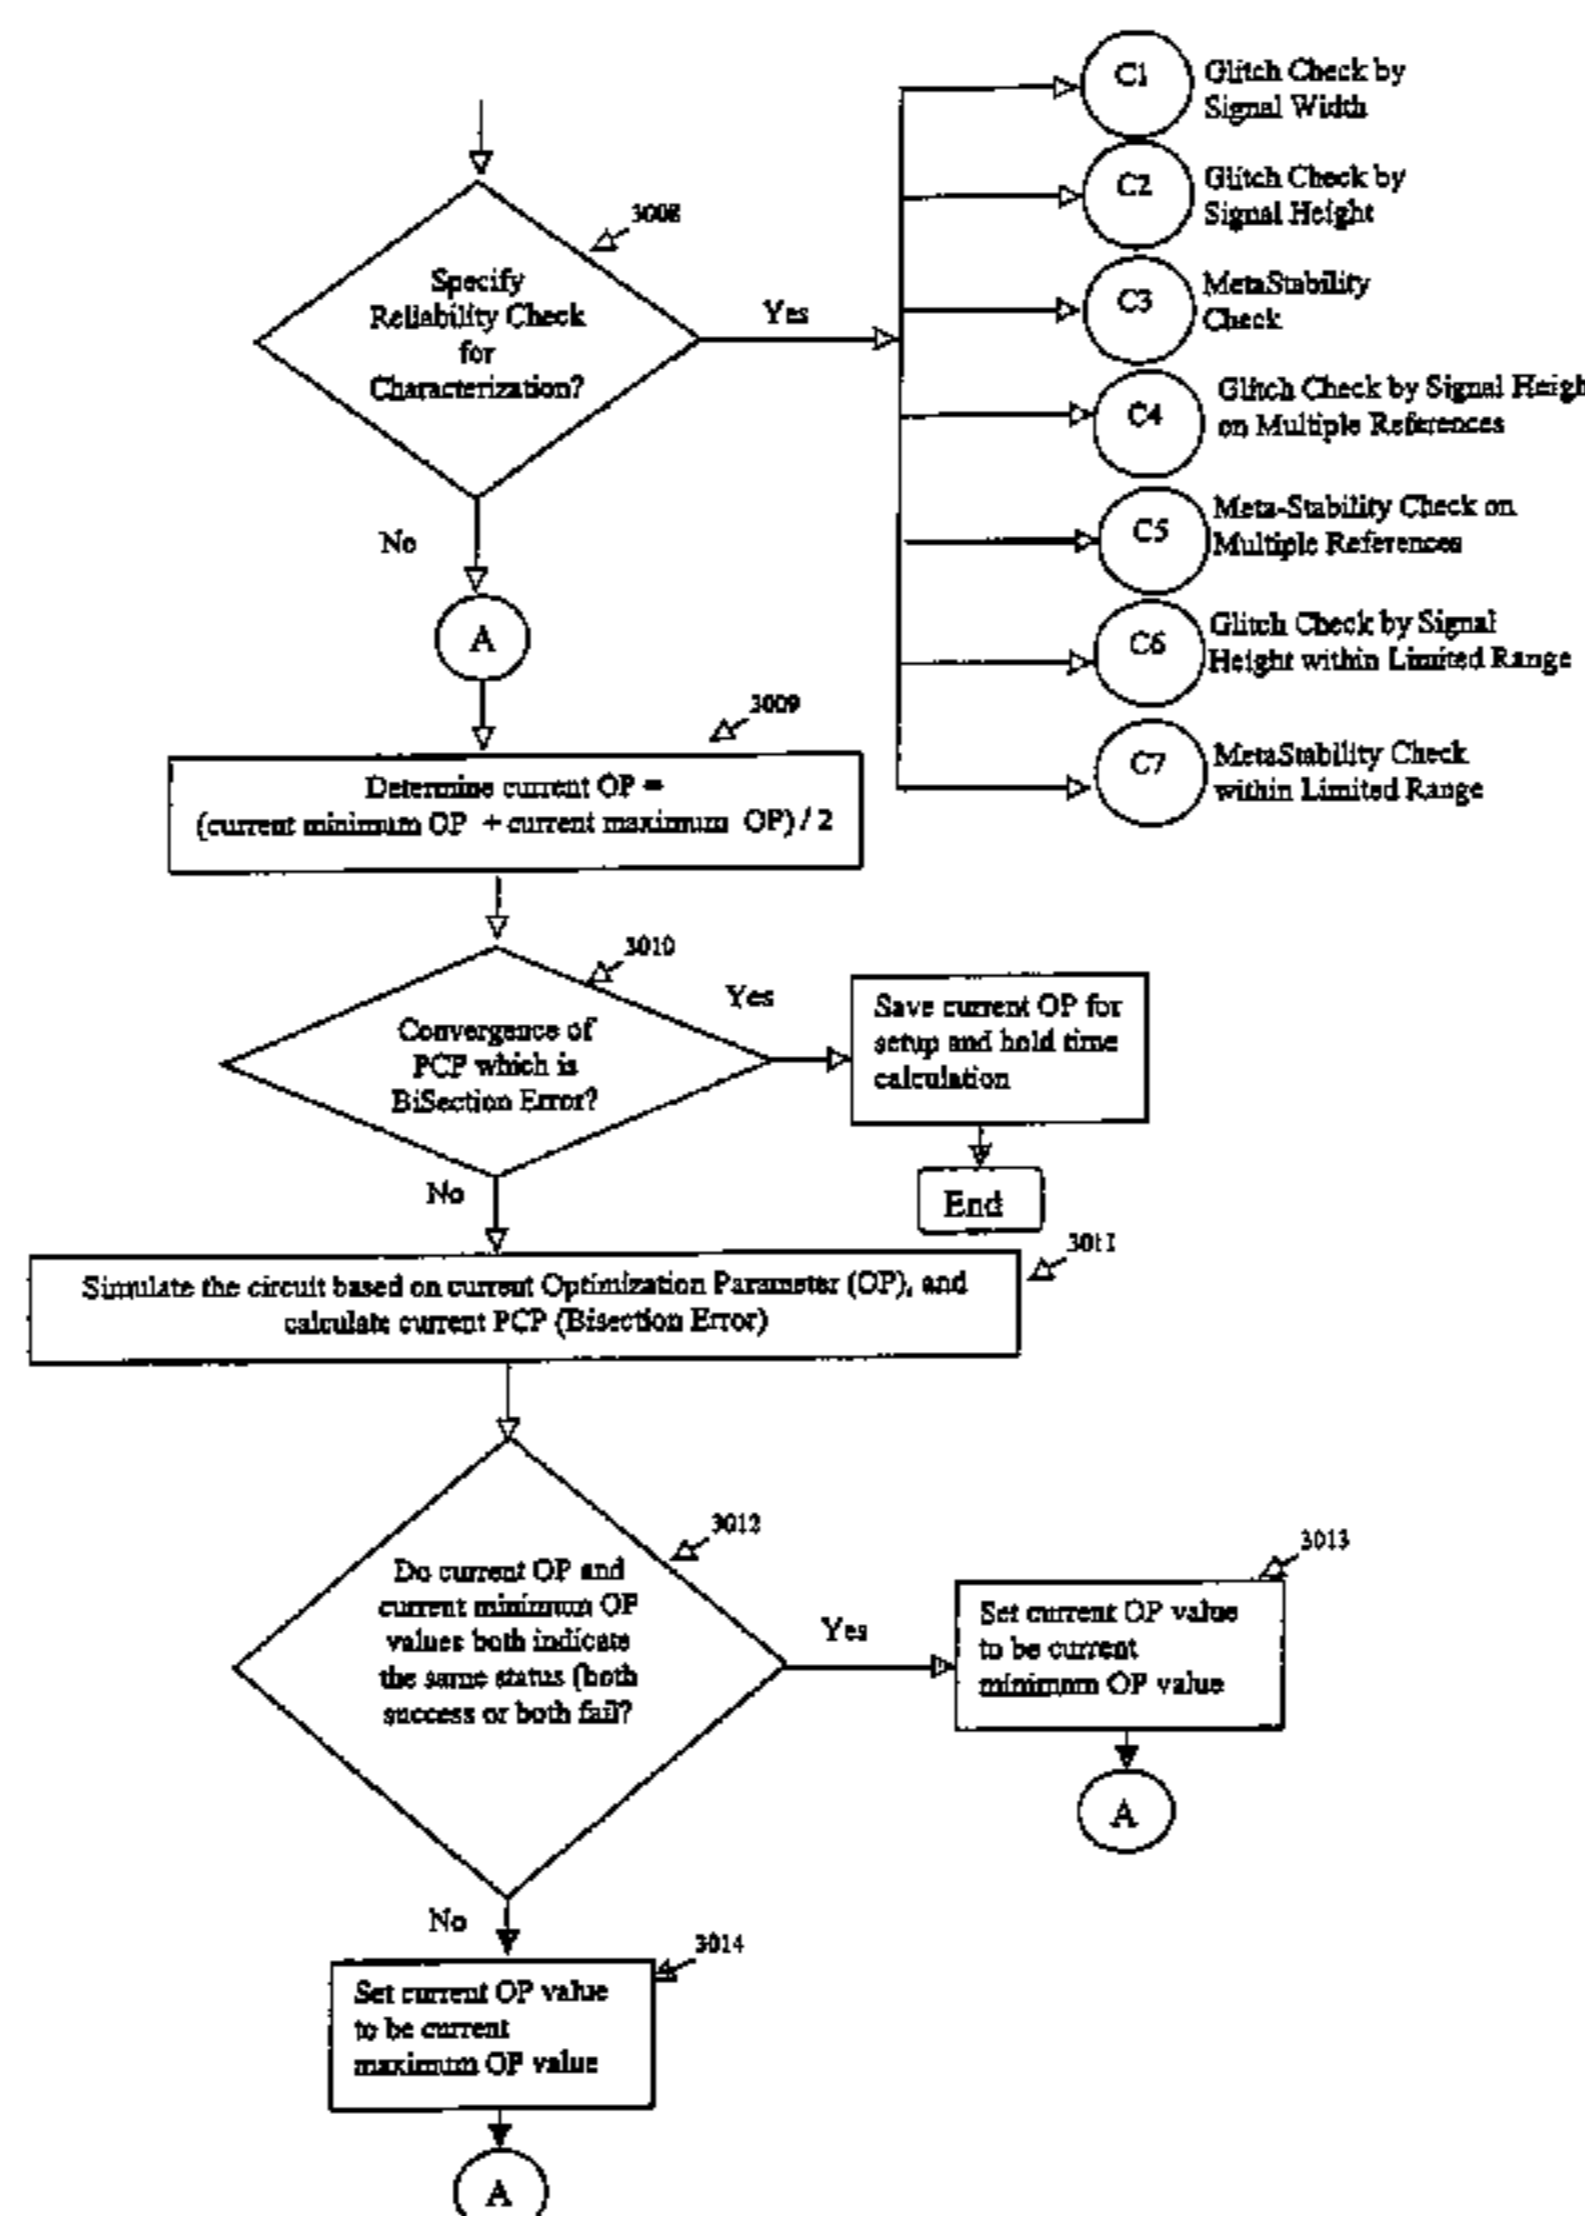 C1
Glitch Check by
Signal Width
C2
Glitch Check by
Signal Height
3008
Specify
Reliability Check
for
Characterization?
Yes
C3
MetaStability
Check
C4
Glitch Check by Signal Heigh
on Multiple References
No
C5
Meta-Stability Check on
Multiple References
A
C6
Glitch Check by Signal
Height within Limited Range
3009
C7
MetaStability Check
within Limited Range
Determine current OP =
(current minimum OP + current maximum OP) / 2
3010
Convergence of
PCP which is
BiSection Error?
Yes
Save current OP for
setup and hold time
calculation
No
End
3011
Simulate the circuit based on current Optimization Parameter (OP), and
calculate current PCP (Bisection Error)
3012
Do current OP and
current minimum OP
values both indicate
the same status (both
success or both fail?
Yes
3013
Set current OP value
to be current
minimum OP value
A
No
3014
Set current OP value
to be current
maximum OP value
A